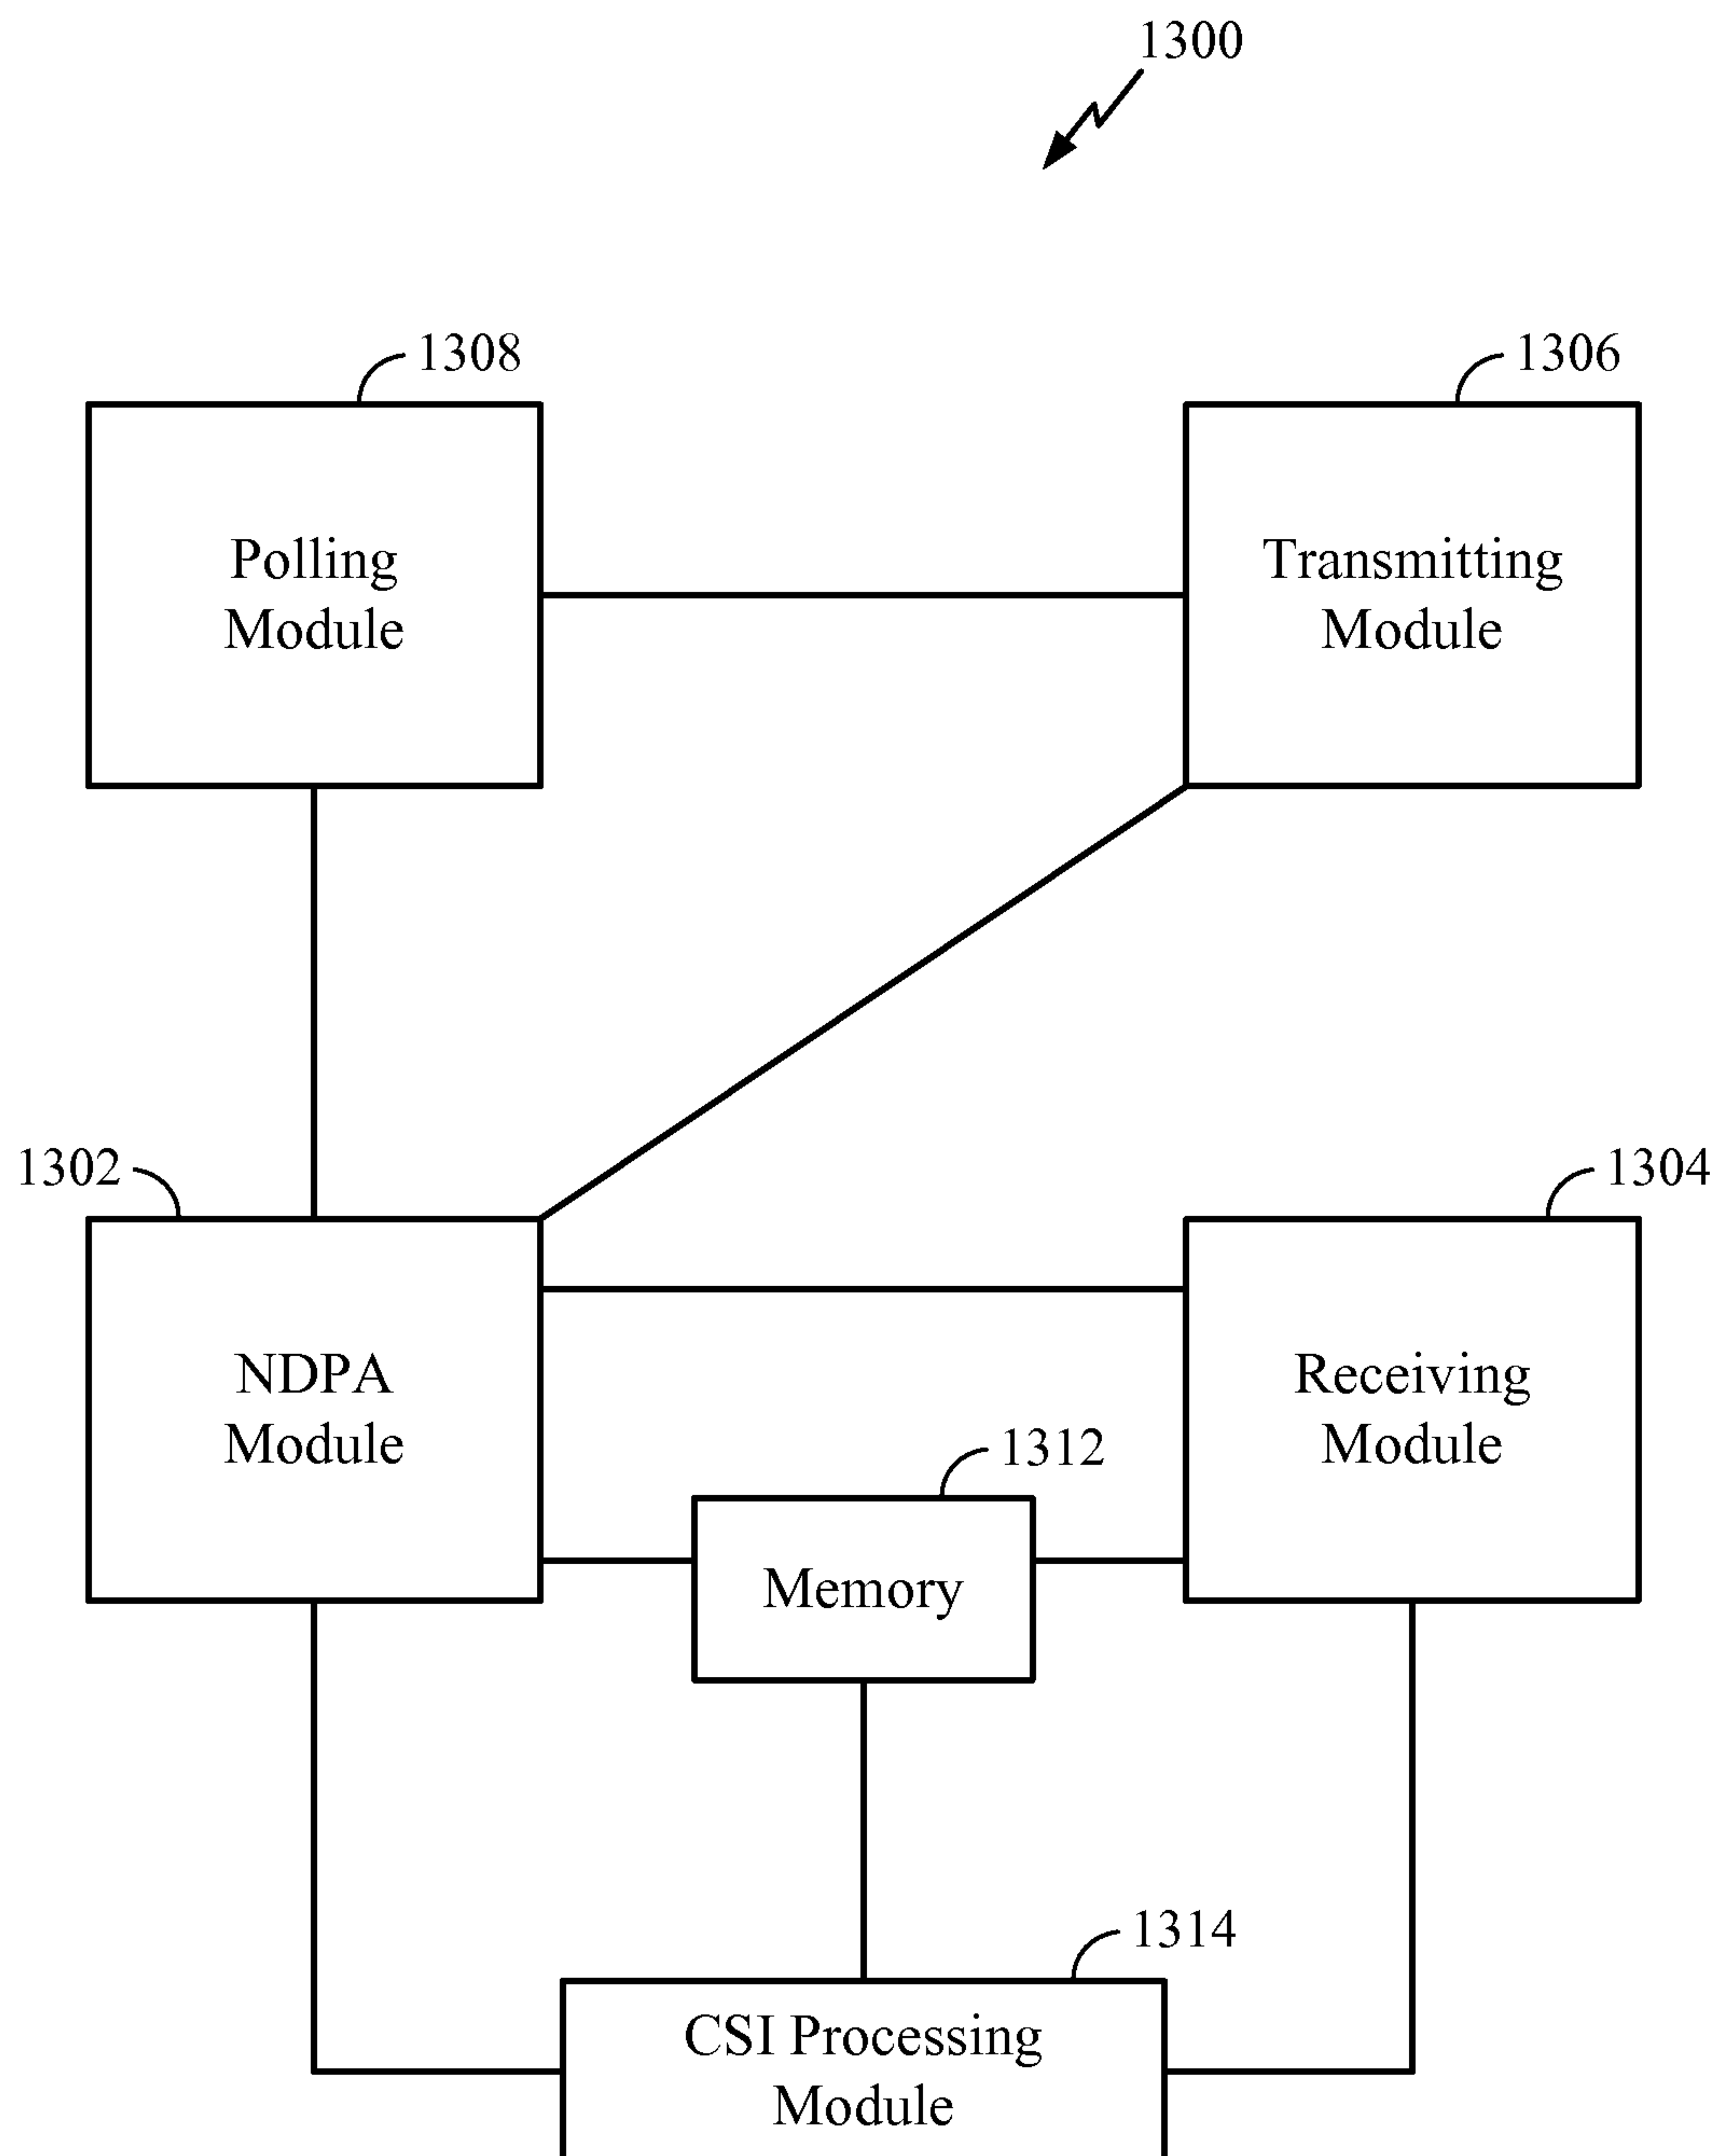 1300
1308
1306
Polling
Module
Transmitting
Module
1302
1304
NDPA
Module
Receiving
Module
1312
Memory
1314
CSI Processing
Module